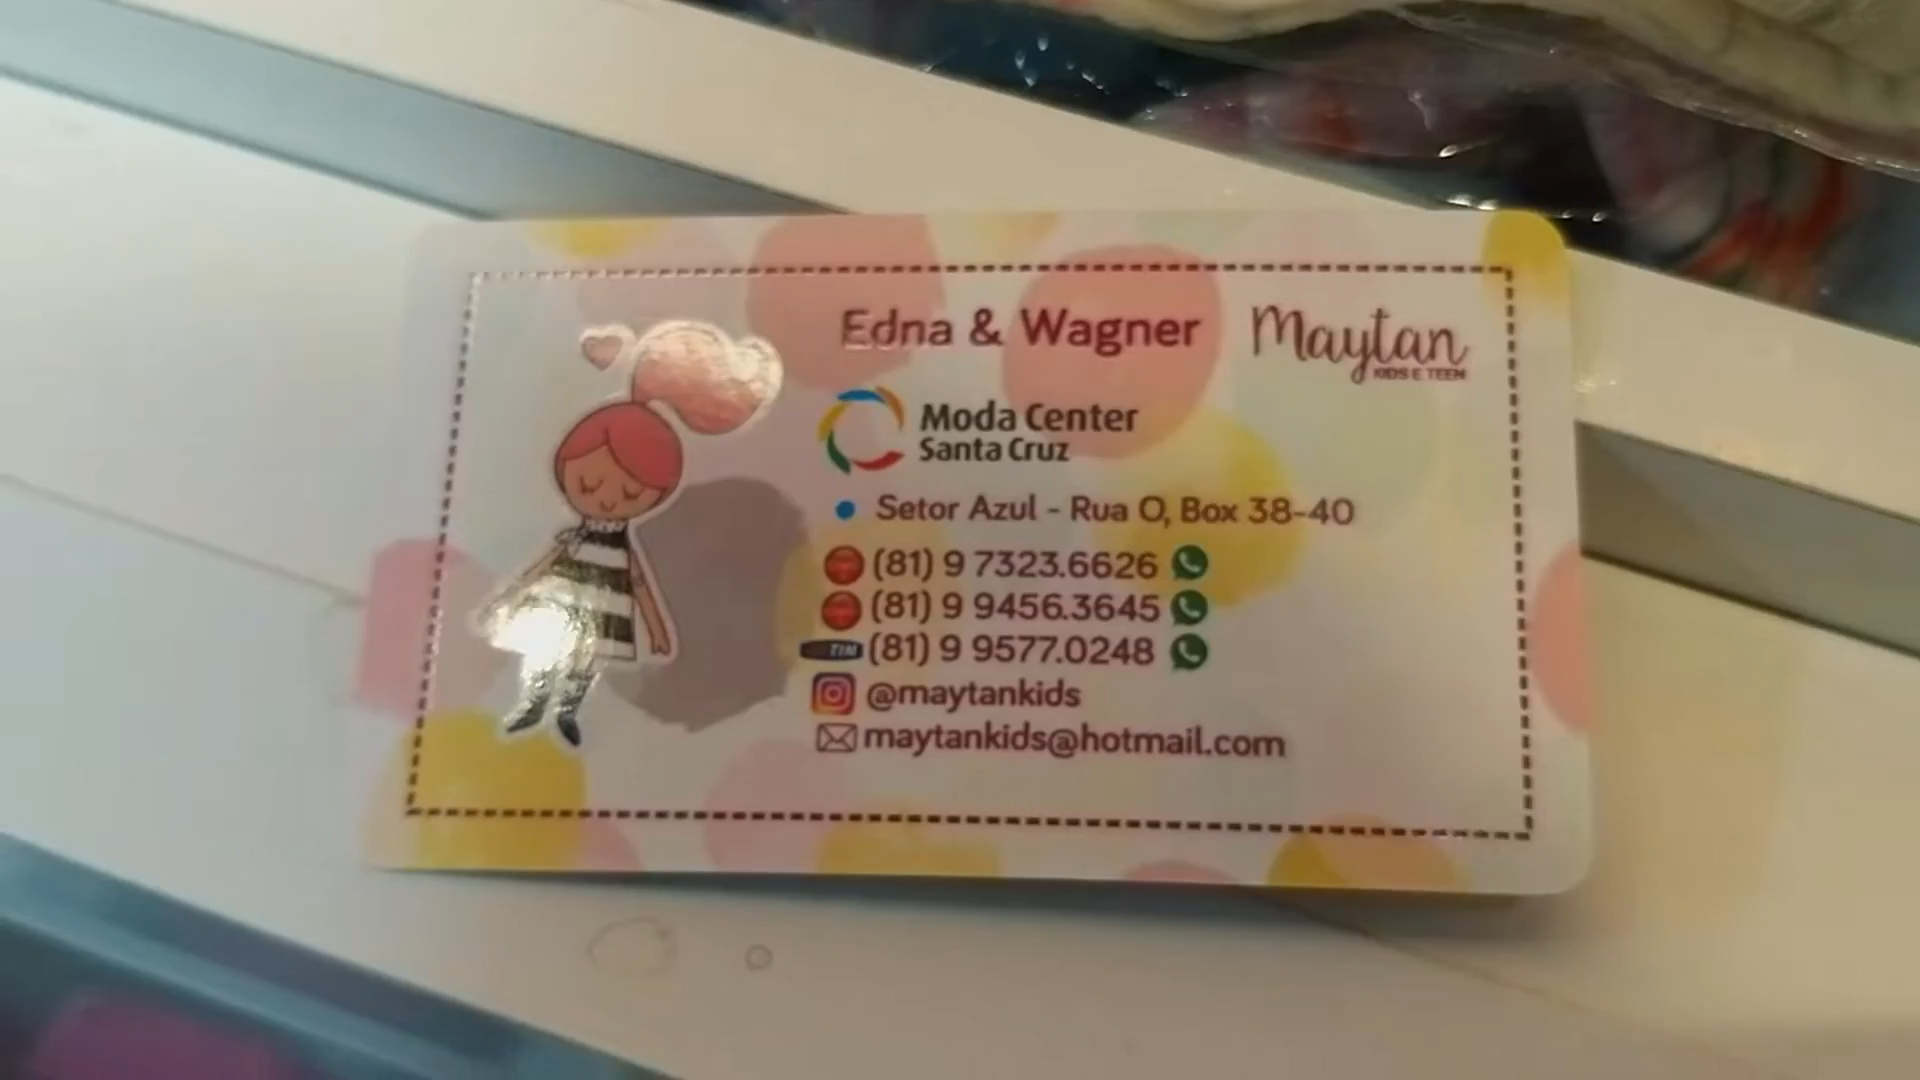 Edna & Wagner
Maytan
KIDS E TEEN
Moda Center
Santa Cruz
Setor Azul - Rua O, Box 38-40
(81) 9 7323.6626
(81) 9 9456.3645
TIM (81) 9 9577.0248
@maytankids
maytankids@hotmail.com